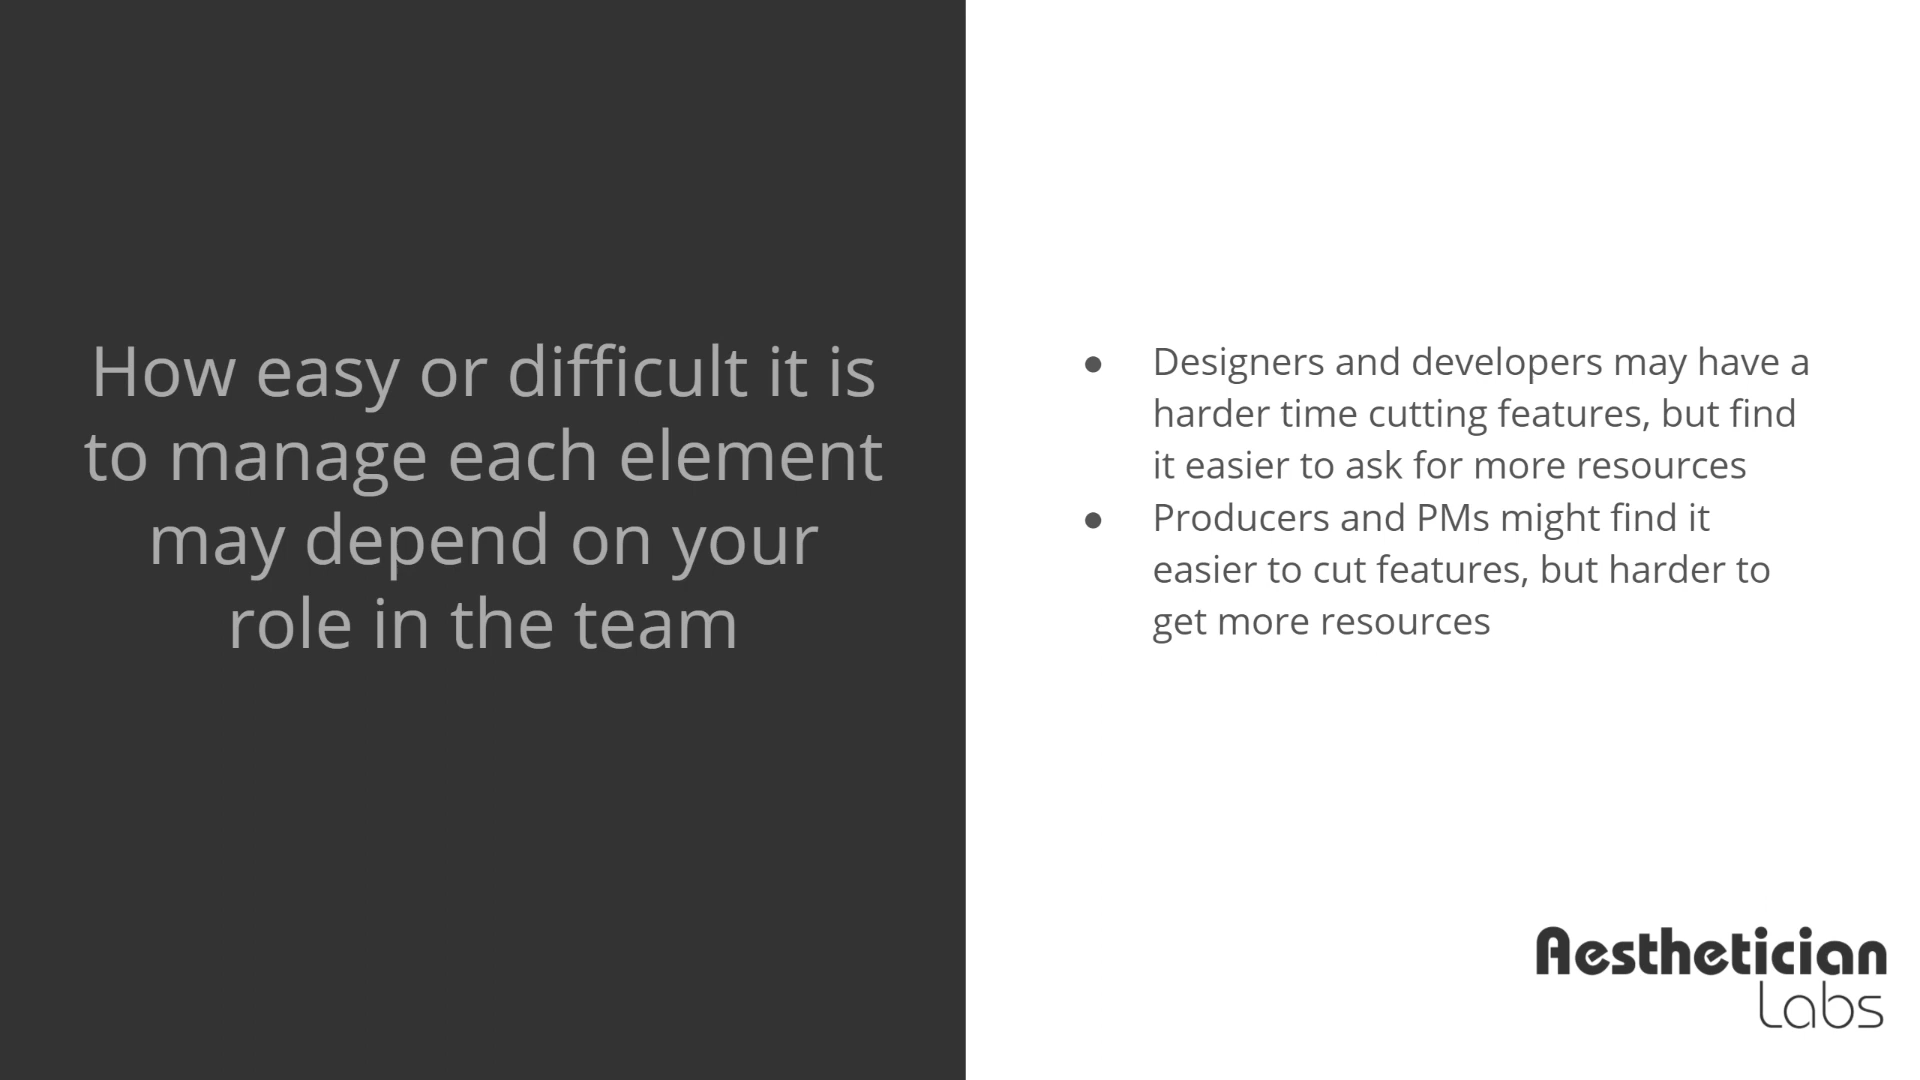 How easy or difficult it is
to manage each element
may depend on your
role in the team
● Designers and developers may have a
harder time cutting features, but find
it easier to ask for more resources
● Producers and PMs might find it
easier to cut features, but harder to
get more resources
Aesthetician
Labs